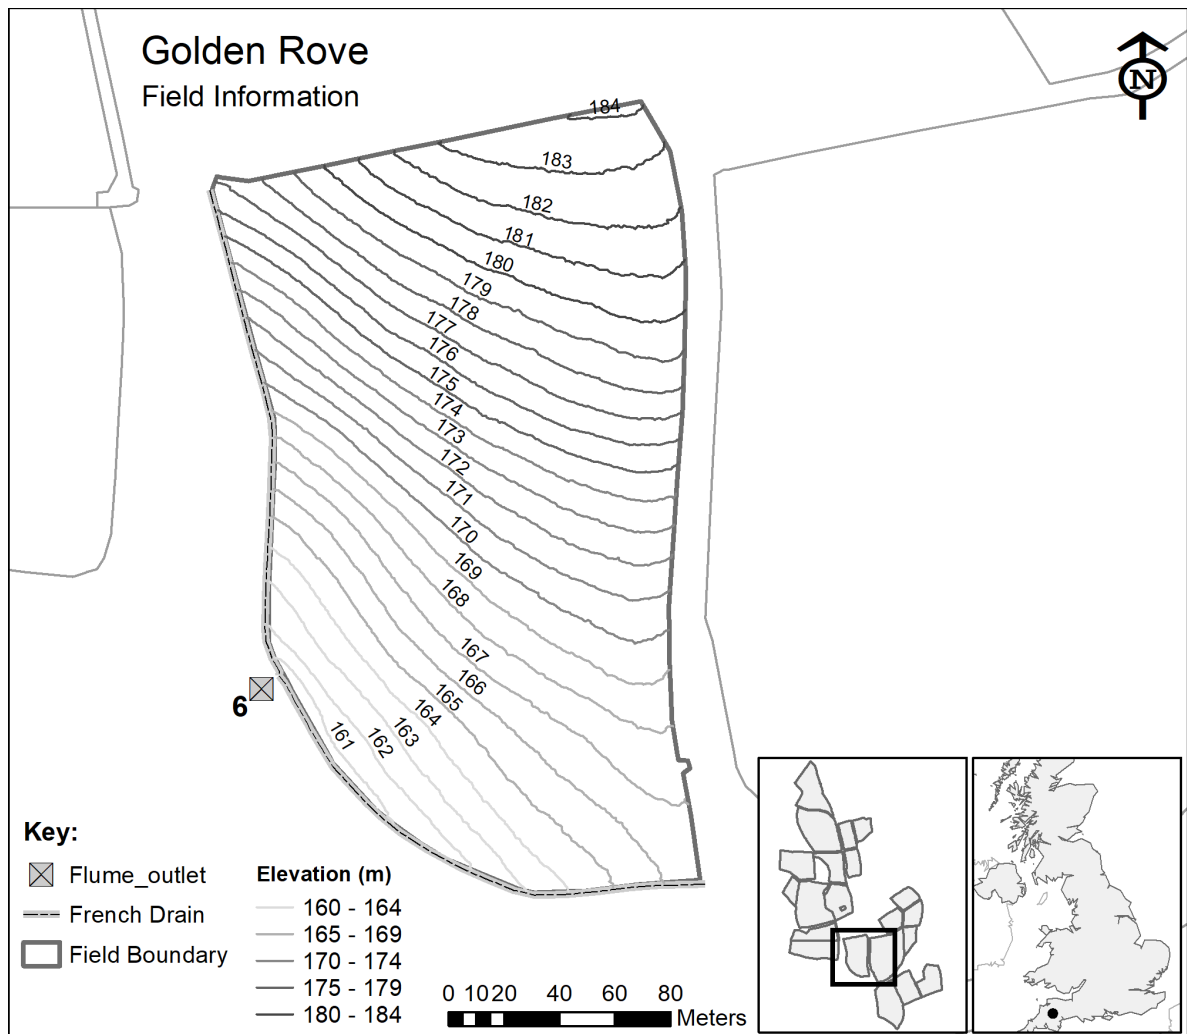 Golden Rove
Field Information
N
184
183
182
181
180
179
178
177
176
175
174
173
172
171
170
169
168
167
166
165
164
163
162
161
6
Key:
Flume_outlet
French Drain
Field Boundary
Elevation (m)
160 - 164
165 - 169
170 - 174
175 - 179
180 - 184
0 10 20 40 60 80 Meters